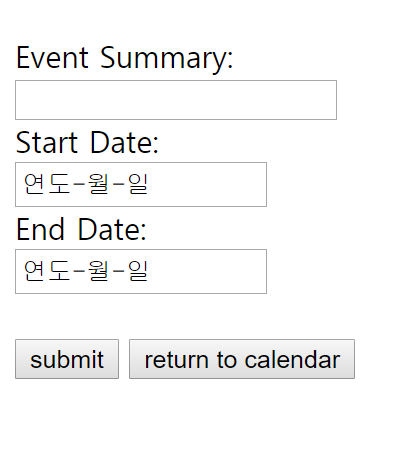 Event Summary:
Start Date:
연도-월-일
End Date:
연도-월-일
submit return to calendar